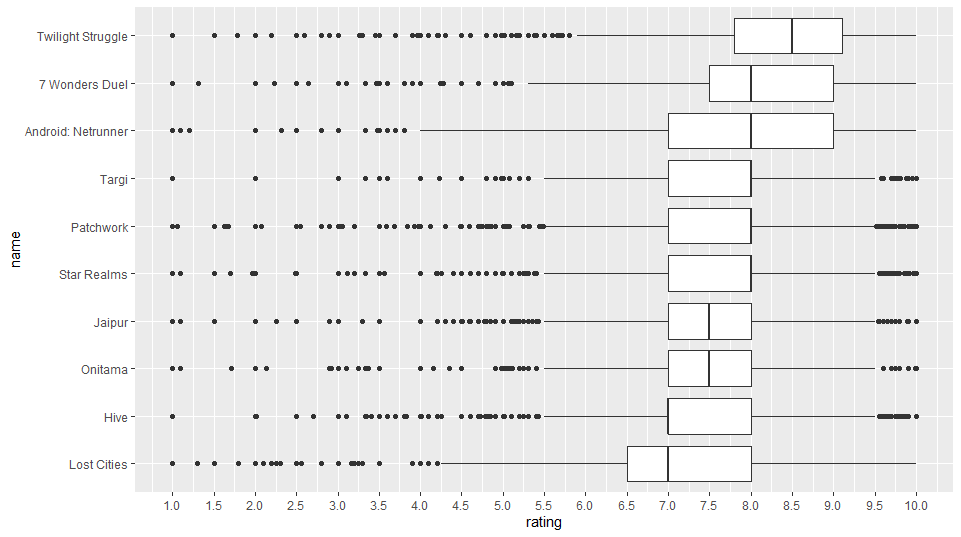 Twilight Struggle
7 Wonders Duel
Android: Netrunner
Targi
Patchwork
Star Realms
Jaipur
Onitama
Hive
Lost Cities
name
1.0 1.5 2.0 2.5 3.0 3.5 4.0 4.5 5.0 5.5 6.0 6.5 7.0 7.5 8.0 8.5 9.0 9.5 10.0
rating